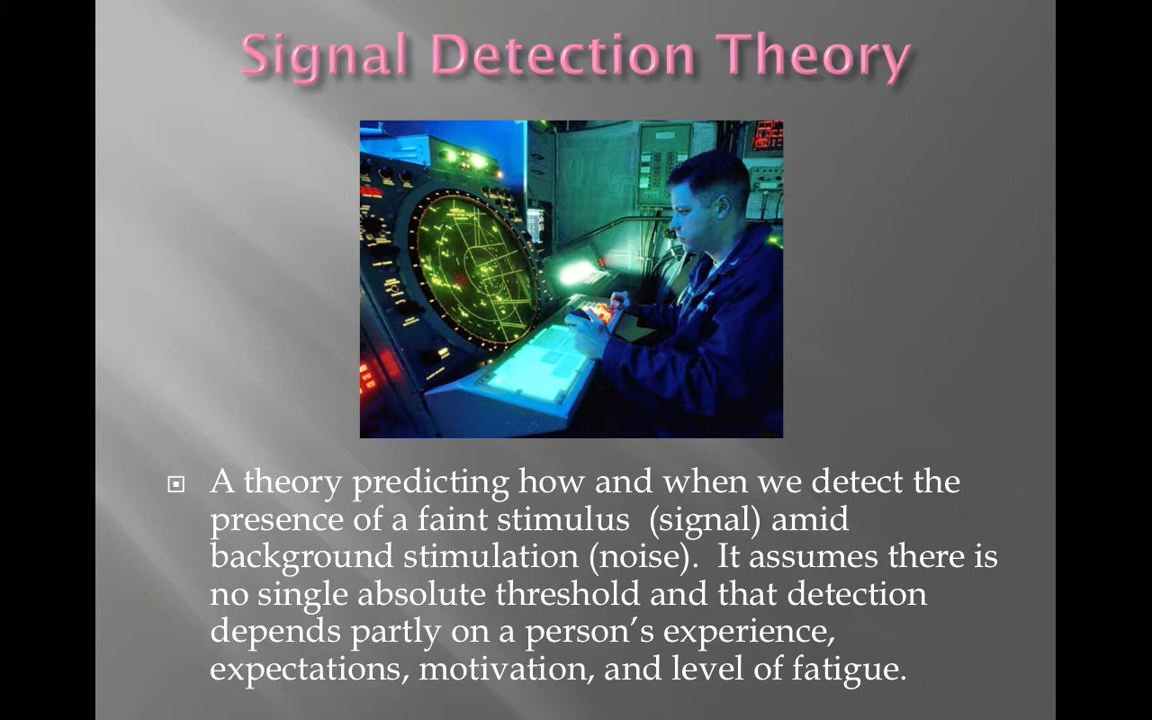 Signal Detection Theory
A theory predicting how and when we detect the
presence of a faint stimulus  (signal) amid
background stimulation (noise).  It assumes there is
no single absolute threshold and that detection
depends partly on a person’s experience,
expectations, motivation, and level of fatigue.